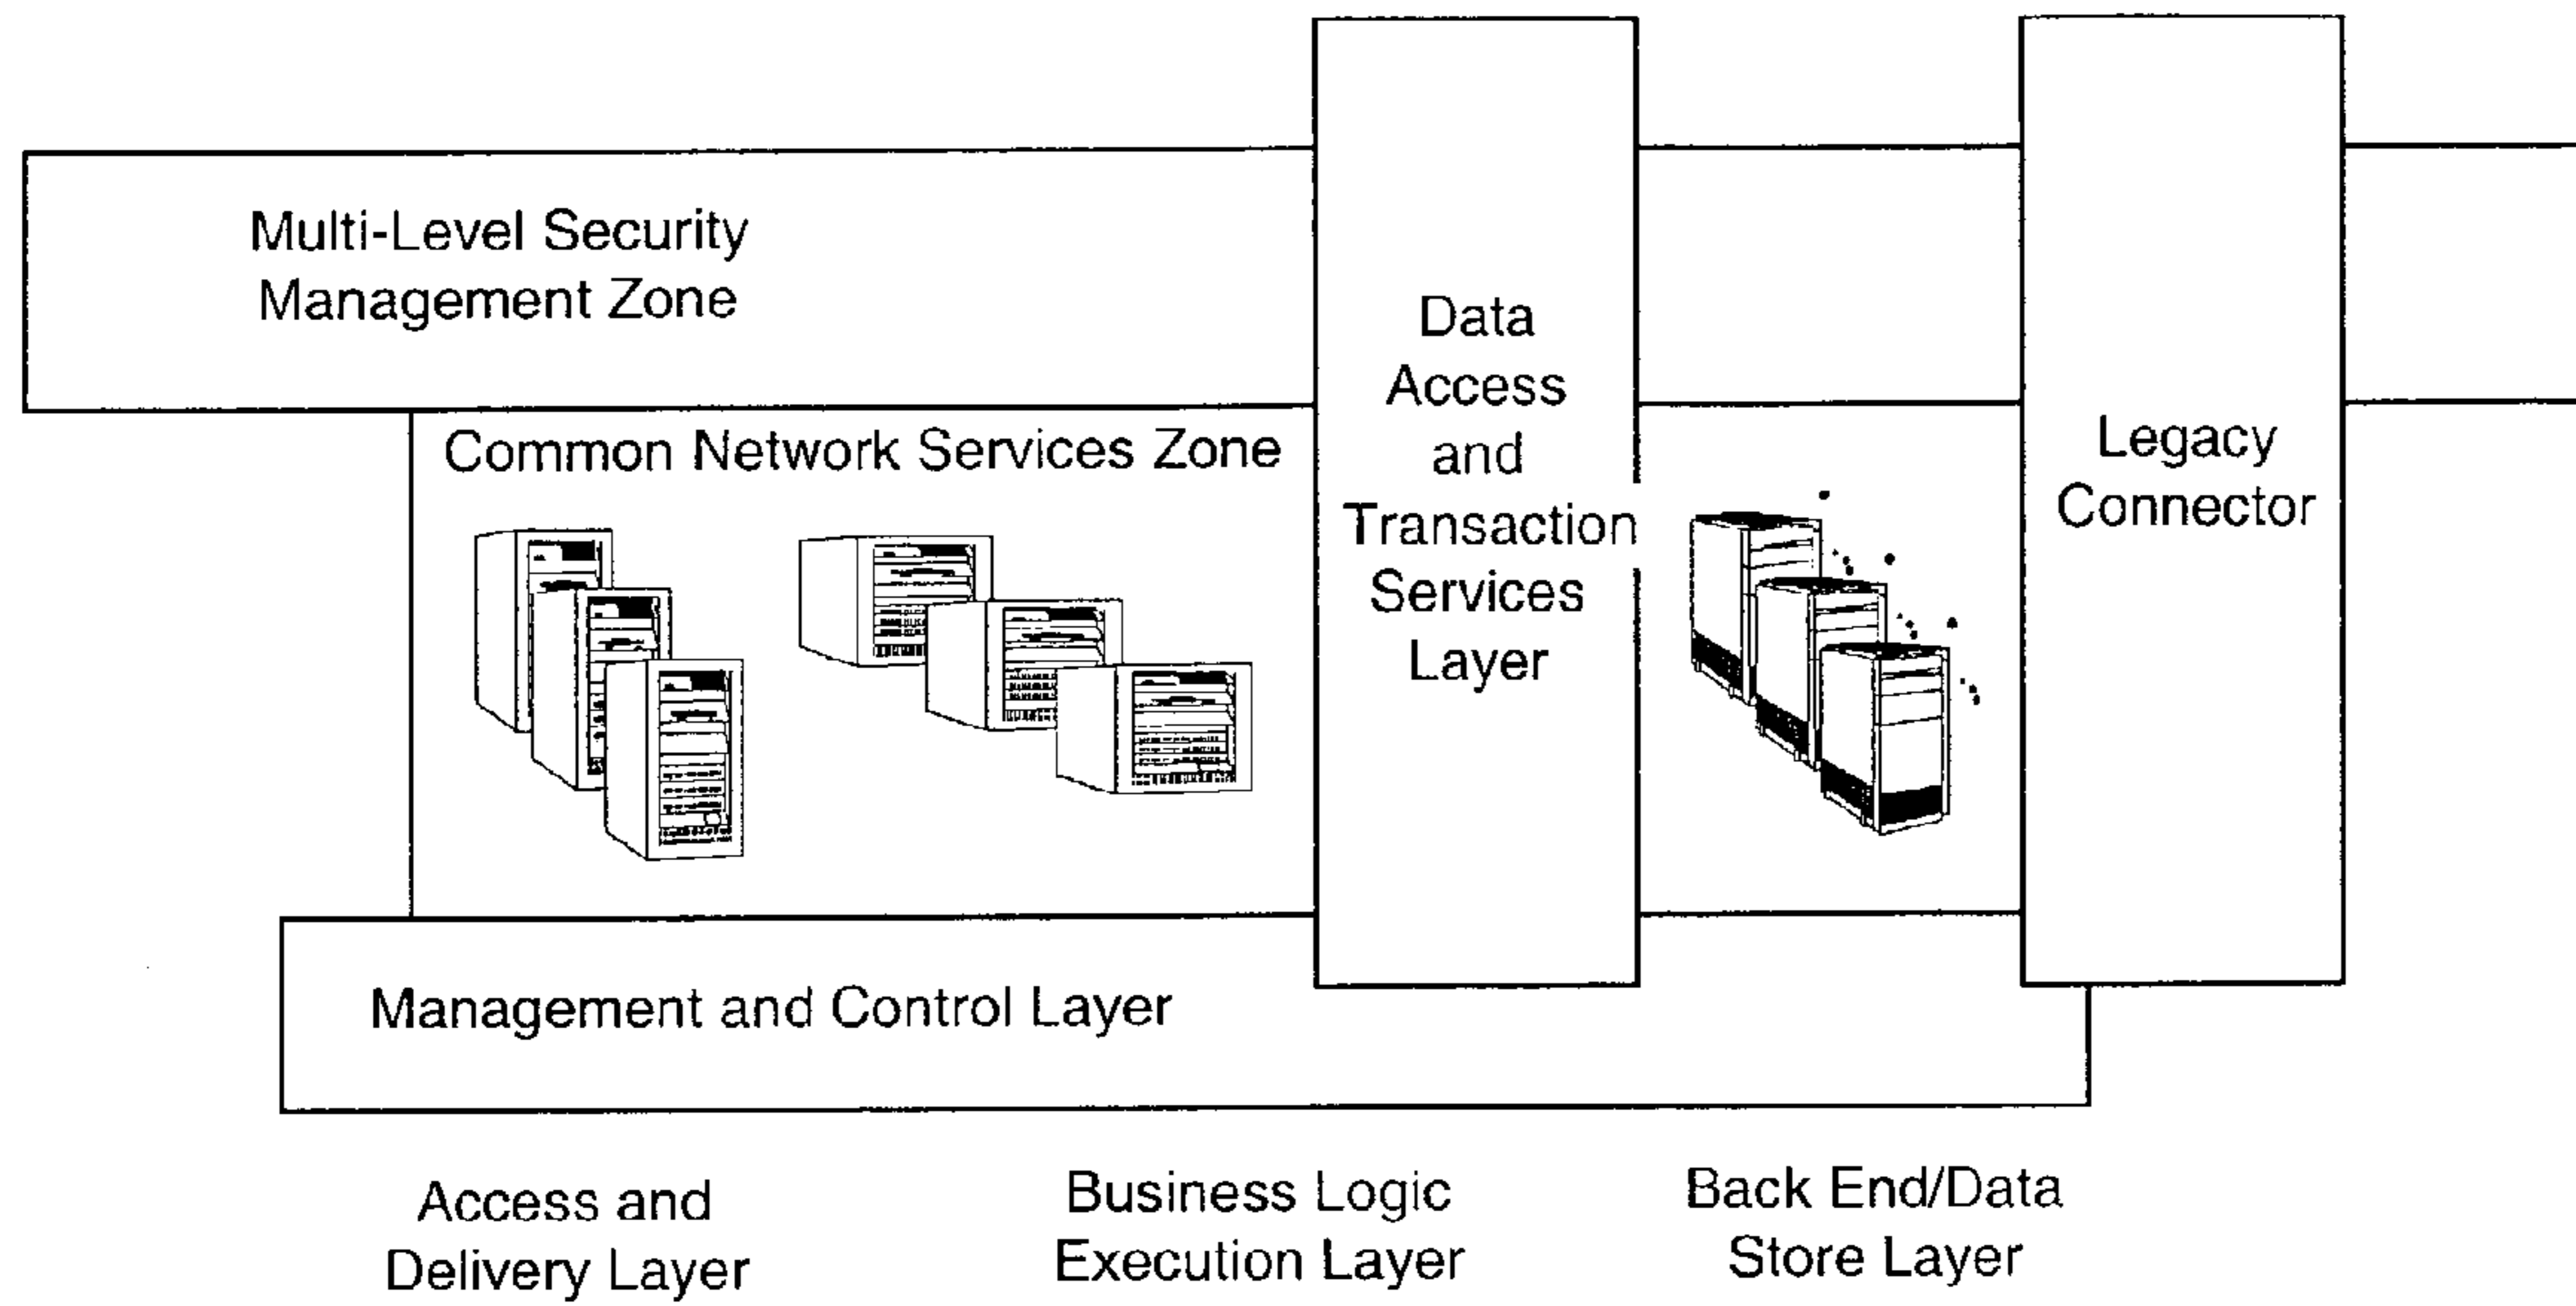 Multi-Level Security
Management Zone
Common Network Services Zone
Data
Access
and
Transaction
Services
Layer
Legacy
Connector
Management and Control Layer
Access and
Delivery Layer
Business Logic
Execution Layer
Back End/Data
Store Layer